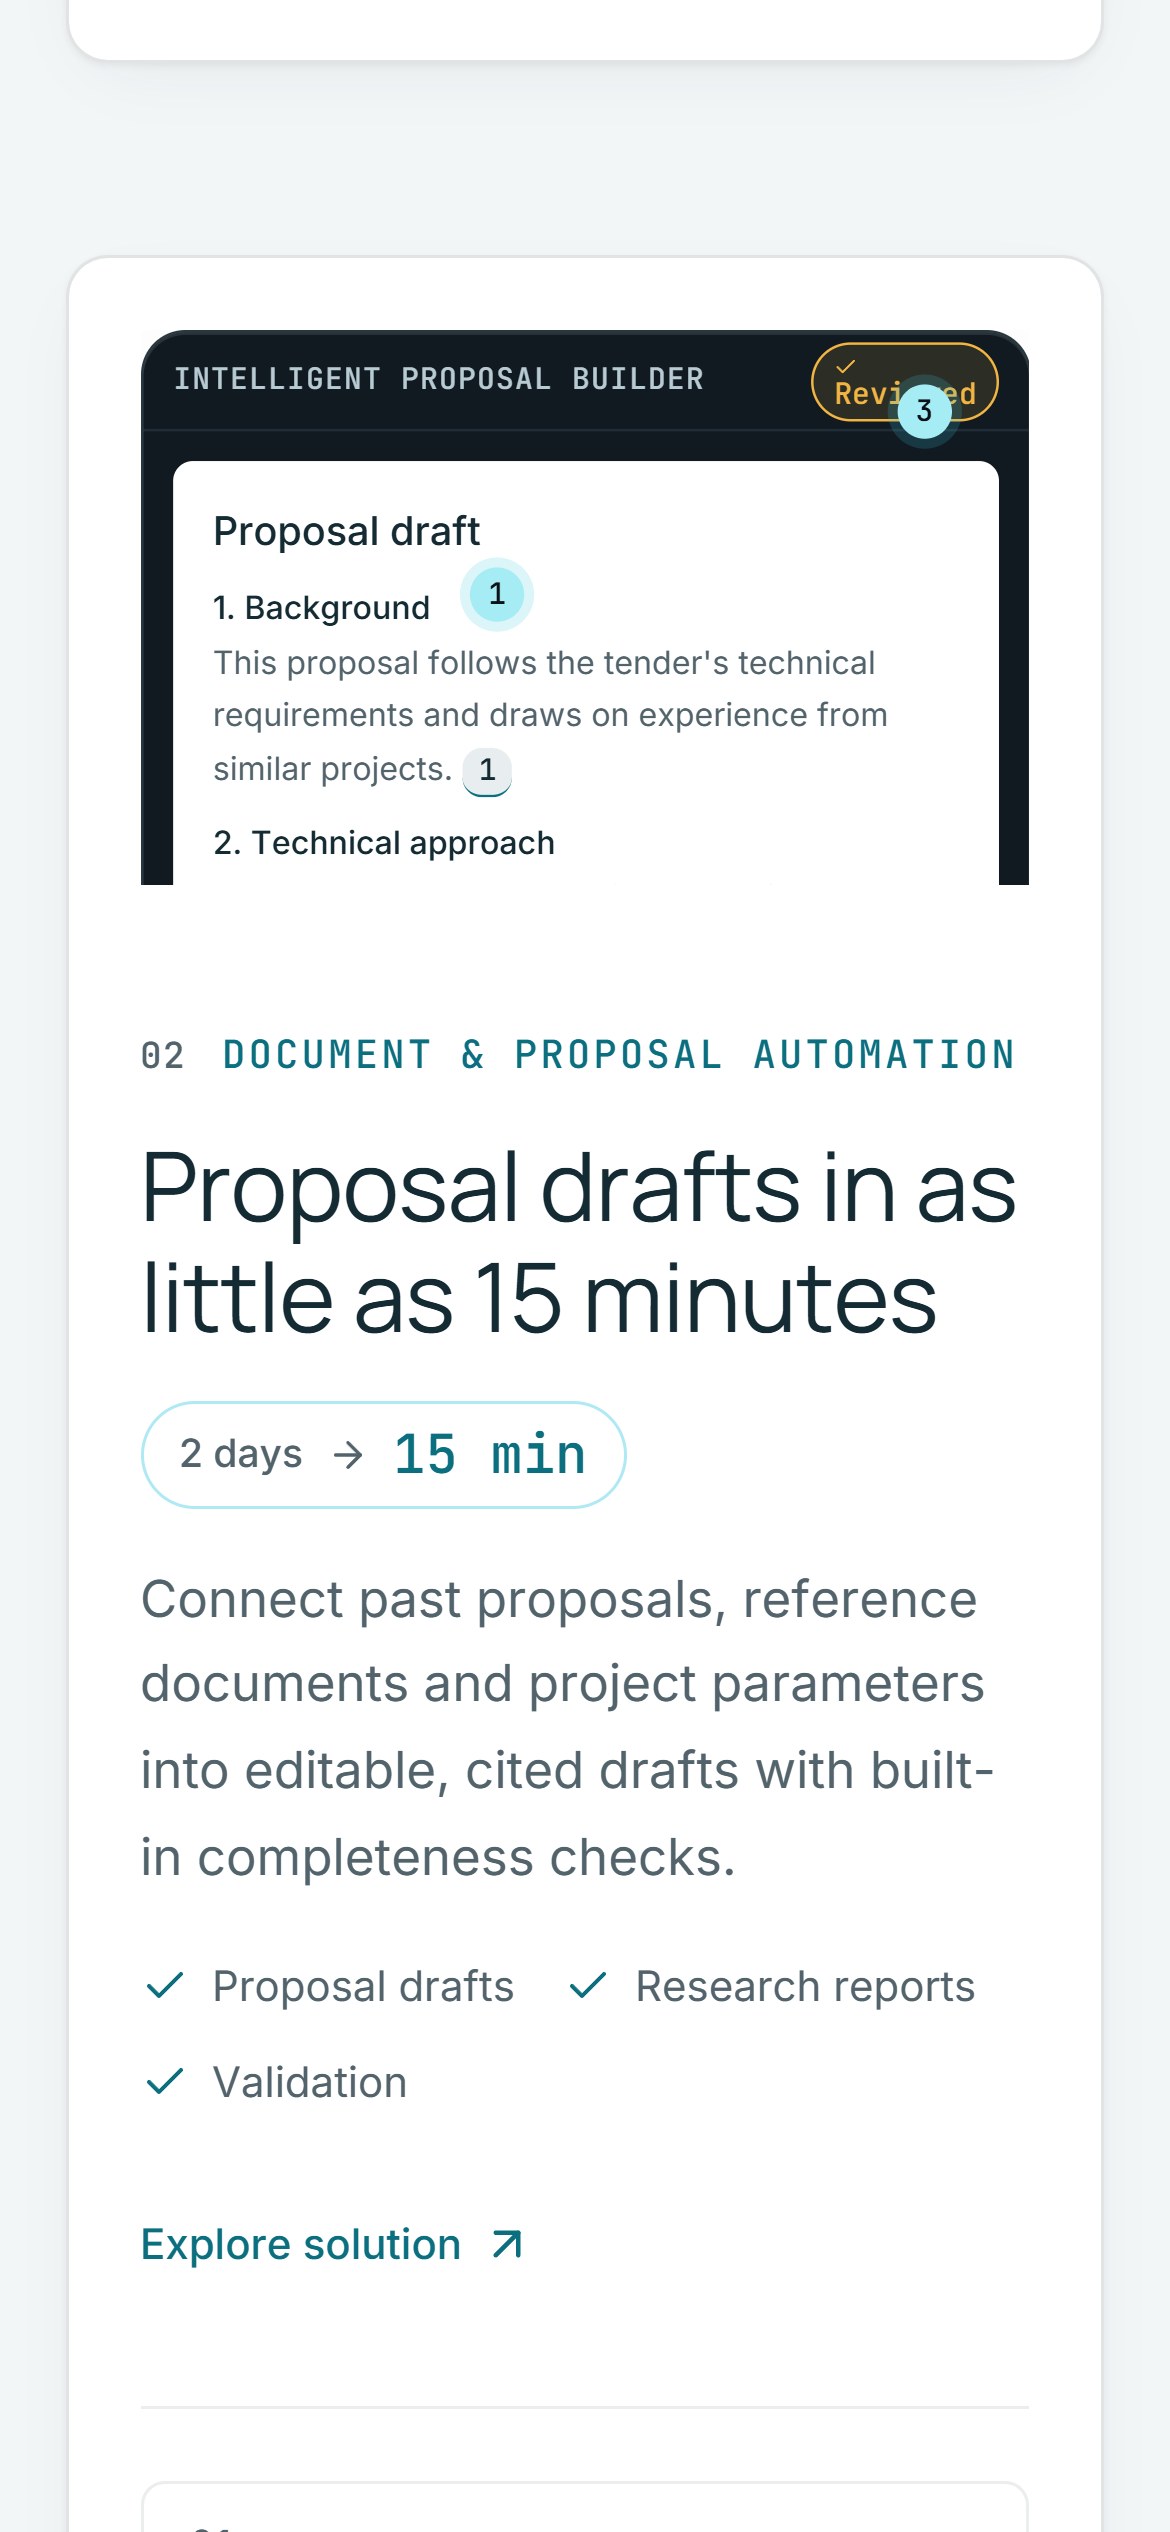 INTELLIGENT PROPOSAL BUILDER
3
Proposal draft
1. Background
1
This proposal follows the tender's technical
requirements and draws on experience from
similar projects. 1
2. Technical approach
02 DOCUMENT & PROPOSAL AUTOMATION
Proposal drafts in as
little as 15 minutes
2 days → 15 min
Connect past proposals, reference
documents and project parameters
into editable, cited drafts with built-
in completeness checks.
✓ Proposal drafts ✓ Research reports
✓ Validation
Explore solution ↗